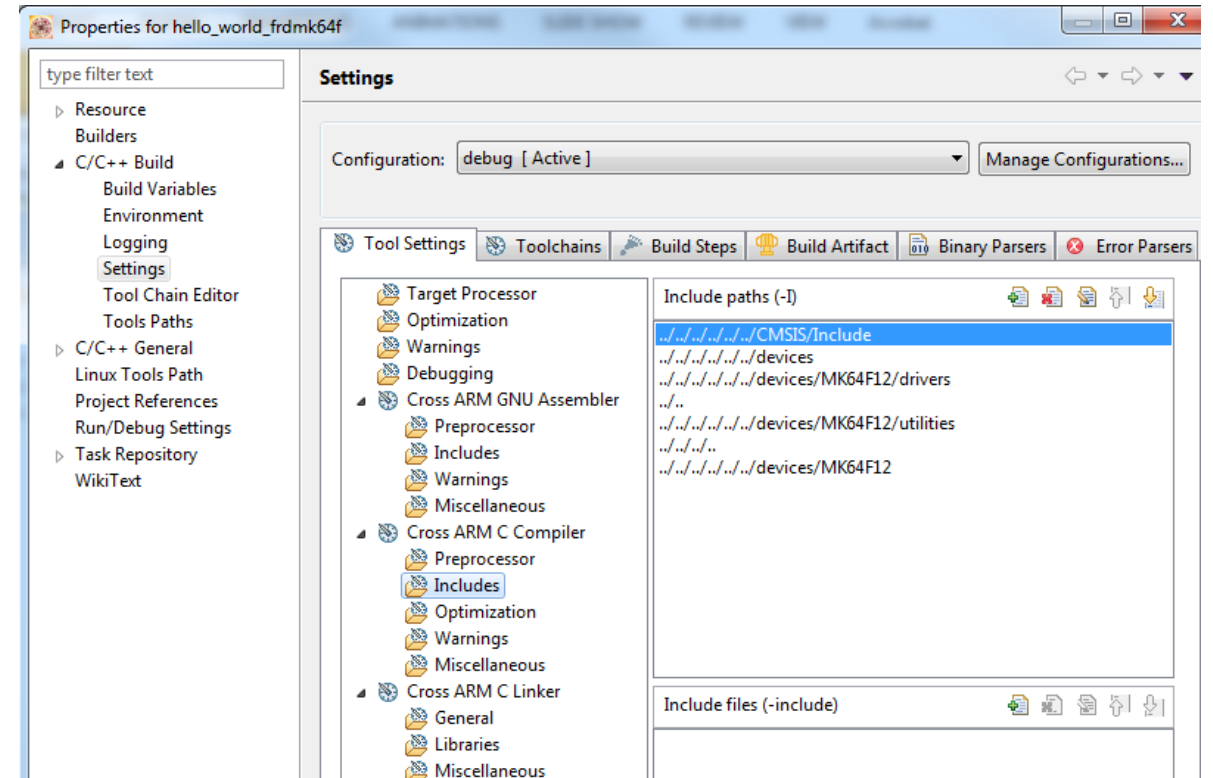 Properties for hello_world_frdmk64f
type filter text
Resource
Builders
C/C++ Build
Build Variables
Environment
Logging
Settings
Tool Chain Editor
Tools Paths
C/C++ General
Linux Tools Path
Project References
Run/Debug Settings
Task Repository
WikiText
Settings
Configuration: debug [ Active ] Manage Configurations...
Tool Settings Toolchains Build Steps Build Artifact Binary Parsers Error Parsers
Target Processor
Optimization
Warnings
Debugging
Cross ARM GNU Assembler
Preprocessor
Includes
Warnings
Miscellaneous
Cross ARM C Compiler
Preprocessor
Includes
Optimization
Warnings
Miscellaneous
Cross ARM C Linker
General
Libraries
Miscellaneous
Include paths (-I)
../../../../../../CMSIS/Include
../../../../../../devices
../../../../../../devices/MK64F12/drivers
../..
../../../../../../devices/MK64F12/utilities
../../../..
../../../../../../devices/MK64F12
Include files (-include)